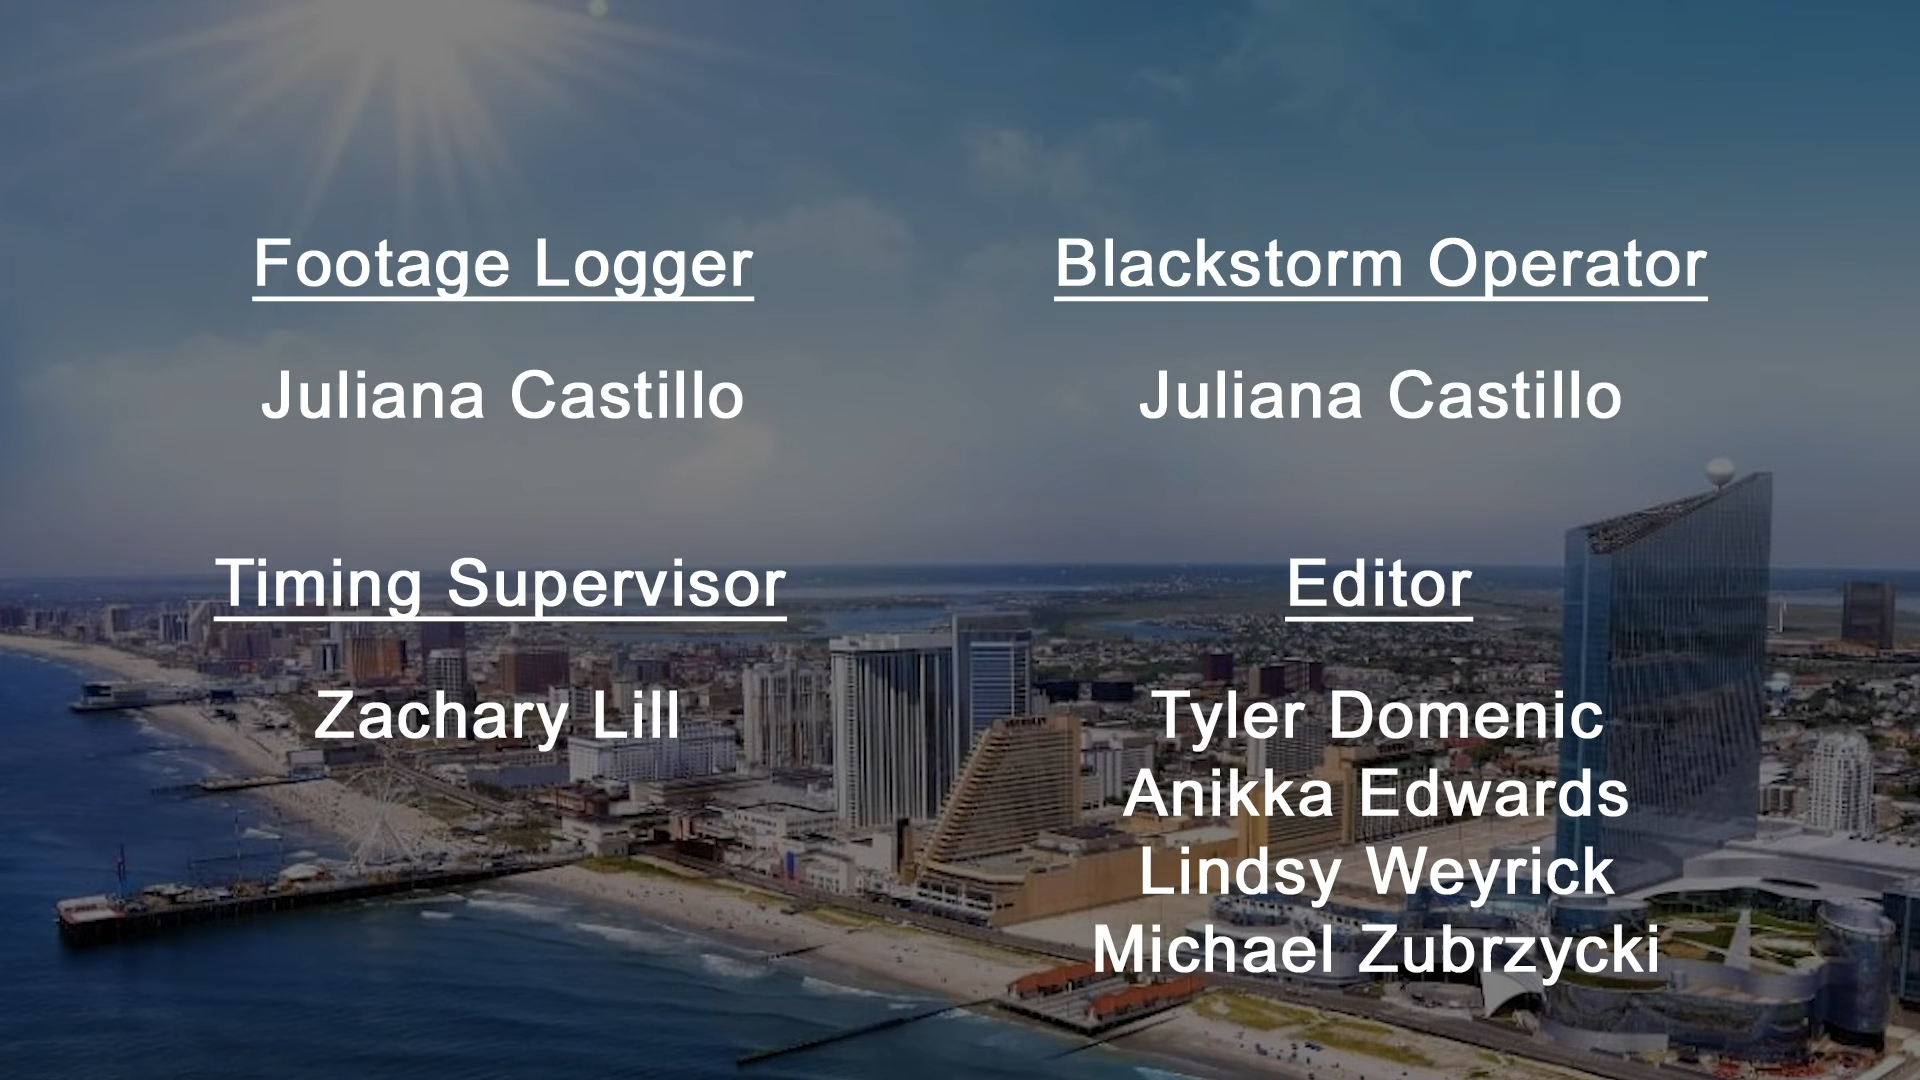 Footage Logger
Juliana Castillo
Blackstorm Operator
Juliana Castillo
Timing Supervisor
Zachary Lill
Editor
Tyler Domenic
Anikka Edwards
Lindsy Weyrick
Michael Zubrzycki